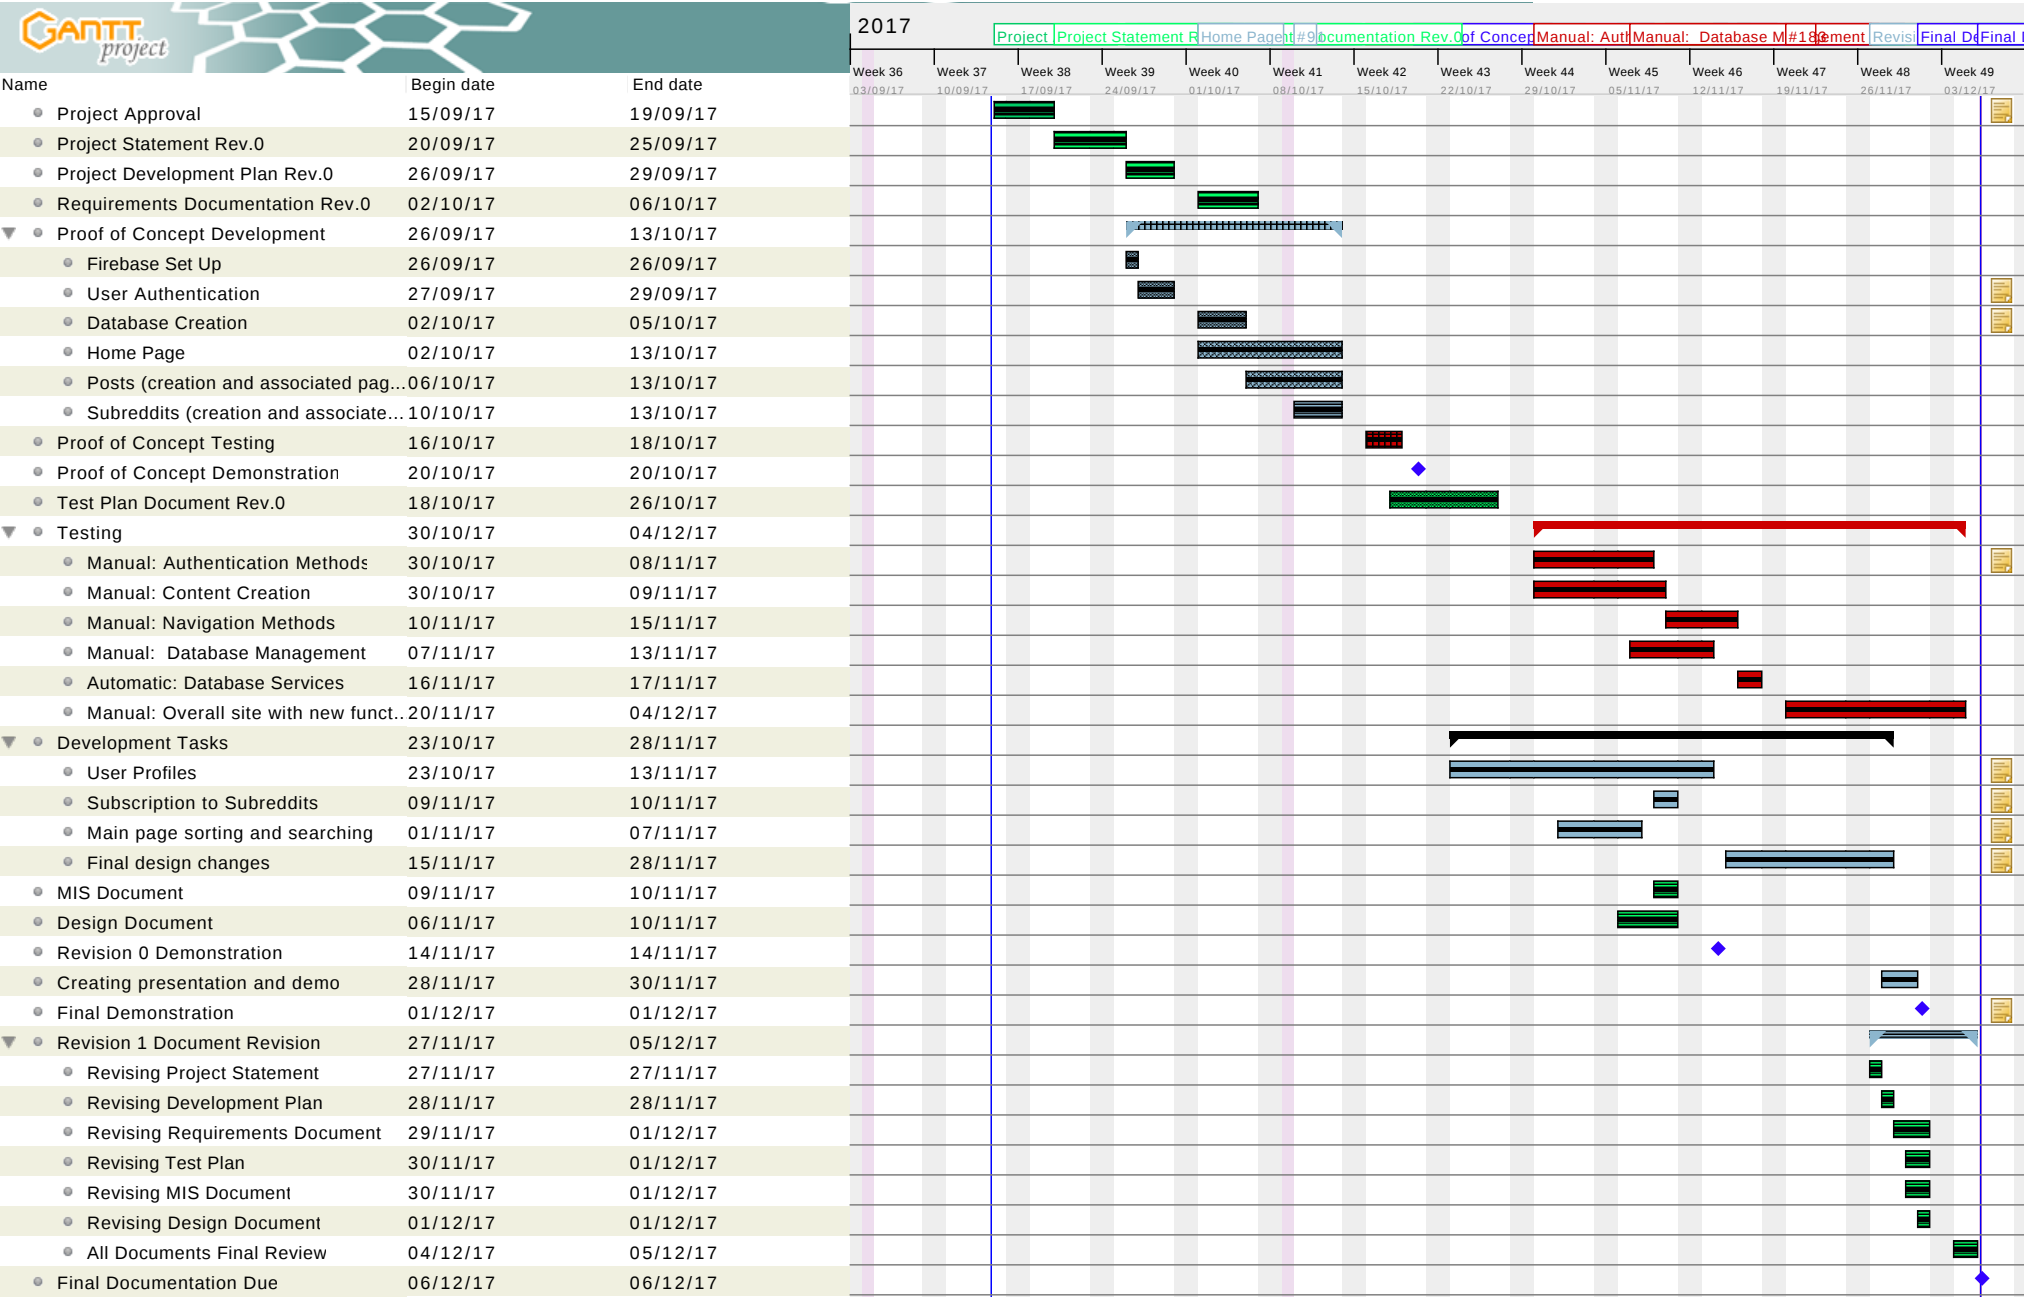 GANTT
project
2017
Project
Project Statement R
Home Page
#9
cumentation Rev.0
of Concep
Manual: Auth
Manual:  Database M
#18
ement
Revisi
Final De
Final
Week 36 Week 37 Week 38 Week 39 Week 40 Week 41 Week 42 Week 43 Week 44 Week 45 Week 46 Week 47 Week 48 Week 49
Name Begin date End date
03/09/17 10/09/17 17/09/17 24/09/17 01/10/17 08/10/17 15/10/17 22/10/17 29/10/17 05/11/17 12/11/17 19/11/17 26/11/17 03/12/17
Project Approval 15/09/17 19/09/17
Project Statement Rev.0 20/09/17 25/09/17
Project Development Plan Rev.0 26/09/17 29/09/17
Requirements Documentation Rev.0 02/10/17 06/10/17
Proof of Concept Development 26/09/17 13/10/17
Firebase Set Up 26/09/17 26/09/17
User Authentication 27/09/17 29/09/17
Database Creation 02/10/17 05/10/17
Home Page 02/10/17 13/10/17
Posts (creation and associated pag... 06/10/17 13/10/17
Subreddits (creation and associate... 10/10/17 13/10/17
Proof of Concept Testing 16/10/17 18/10/17
Proof of Concept Demonstration 20/10/17 20/10/17
Test Plan Document Rev.0 18/10/17 26/10/17
Testing 30/10/17 04/12/17
Manual: Authentication Methods 30/10/17 08/11/17
Manual: Content Creation 30/10/17 09/11/17
Manual: Navigation Methods 10/11/17 15/11/17
Manual:  Database Management 07/11/17 13/11/17
Automatic: Database Services 16/11/17 17/11/17
Manual: Overall site with new funct.. 20/11/17 04/12/17
Development Tasks 23/10/17 28/11/17
User Profiles 23/10/17 13/11/17
Subscription to Subreddits 09/11/17 10/11/17
Main page sorting and searching 01/11/17 07/11/17
Final design changes 15/11/17 28/11/17
MIS Document 09/11/17 10/11/17
Design Document 06/11/17 10/11/17
Revision 0 Demonstration 14/11/17 14/11/17
Creating presentation and demo 28/11/17 30/11/17
Final Demonstration 01/12/17 01/12/17
Revision 1 Document Revision 27/11/17 05/12/17
Revising Project Statement 27/11/17 27/11/17
Revising Development Plan 28/11/17 28/11/17
Revising Requirements Document 29/11/17 01/12/17
Revising Test Plan 30/11/17 01/12/17
Revising MIS Document 30/11/17 01/12/17
Revising Design Document 01/12/17 01/12/17
All Documents Final Review 04/12/17 05/12/17
Final Documentation Due 06/12/17 06/12/17